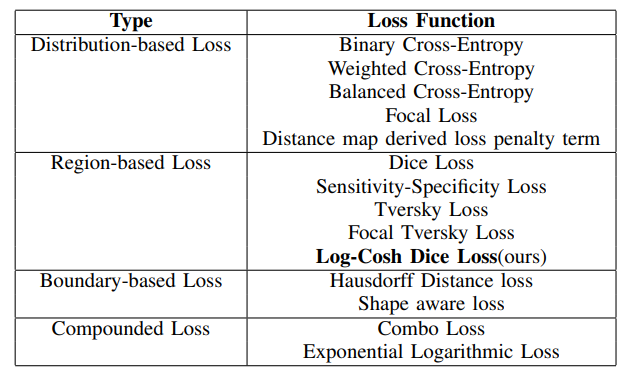 Type Loss Function
Distribution-based Loss Binary Cross-Entropy
Weighted Cross-Entropy
Balanced Cross-Entropy
Focal Loss
Distance map derived loss penalty term
Region-based Loss Dice Loss
Sensitivity-Specificity Loss
Tversky Loss
Focal Tversky Loss
Log-Cosh Dice Loss(ours)
Boundary-based Loss Hausdorff Distance loss
Shape aware loss
Compounded Loss Combo Loss
Exponential Logarithmic Loss